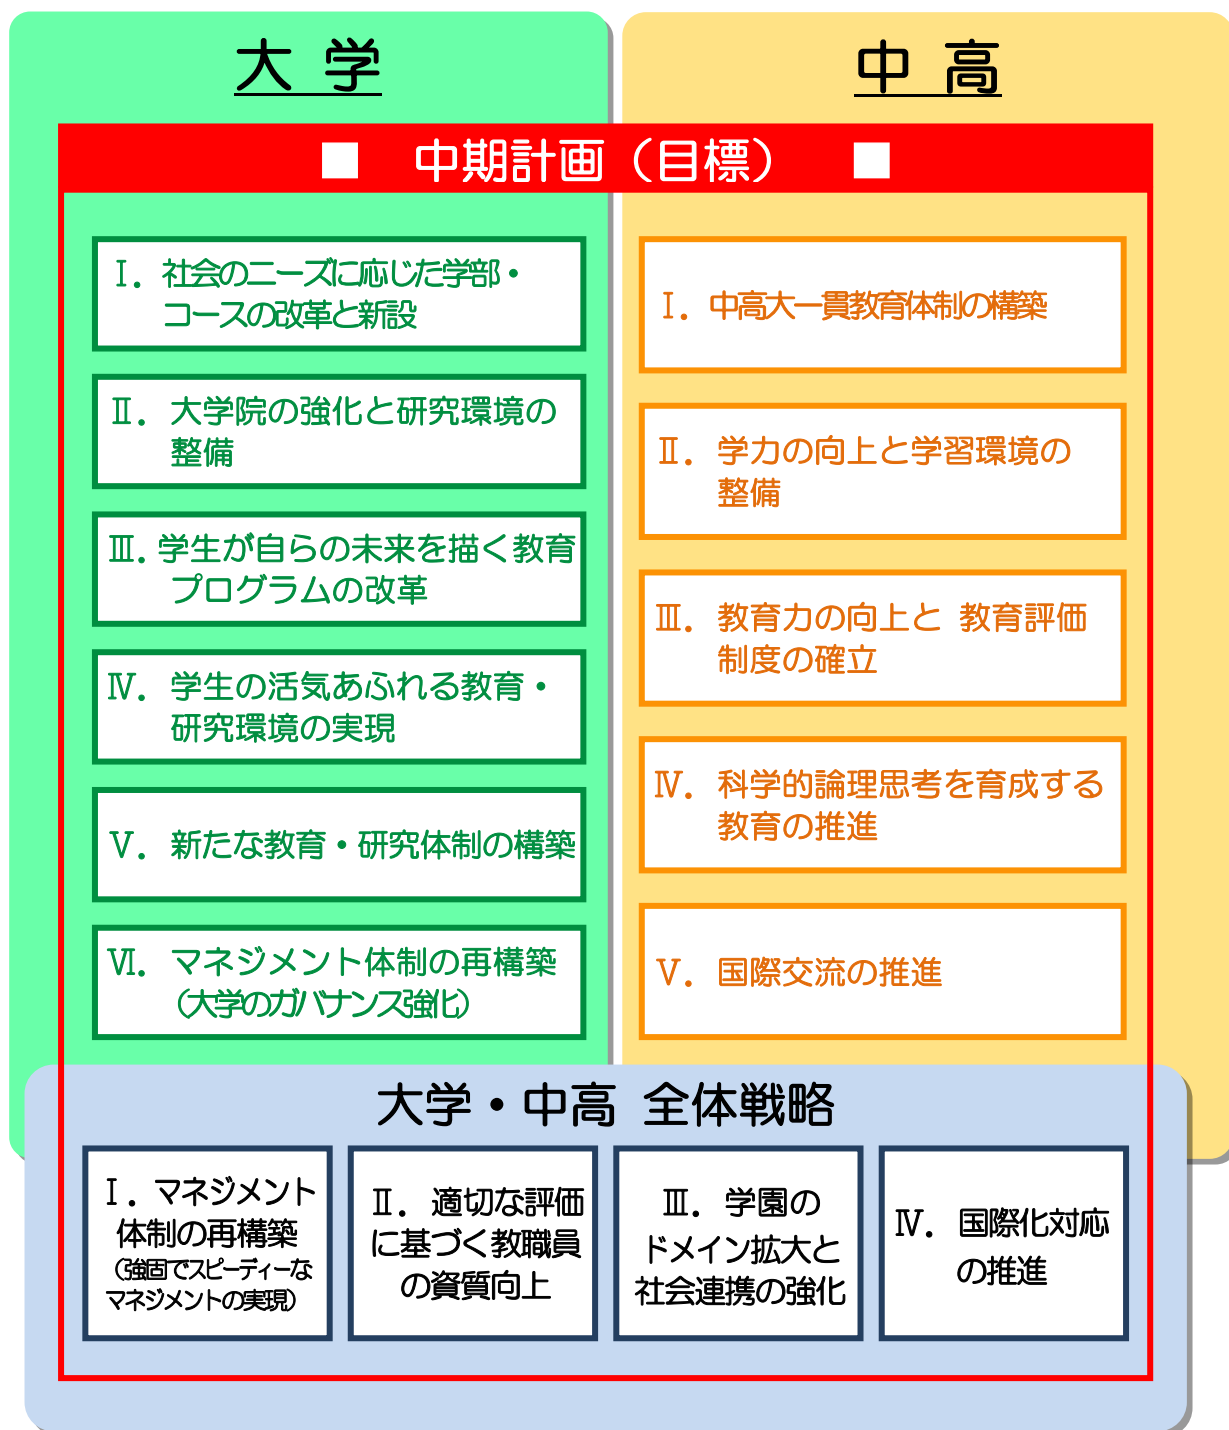 大 学
中 高
■ 中期計画（目標） ■
Ⅰ．社会のニーズに応じた学部・
コースの改革と新設
Ⅱ．大学院の強化と研究環境の
整備
Ⅲ．学生が自らの未来を描く教育
プログラムの改革
Ⅳ．学生の活気あふれる教育・
研究環境の実現
Ⅴ．新たな教育・研究体制の構築
Ⅵ．マネジメント体制の再構築
（大学のガバナンス強化）
Ⅰ．中高大一貫教育体制の構築
Ⅱ．学力の向上と学習環境の
整備
Ⅲ．教育力の向上と 教育評価
制度の確立
Ⅳ．科学的論理思考を育成する
教育の推進
Ⅴ．国際交流の推進
大学・中高 全体戦略
Ⅰ．マネジメント
体制の再構築
（強固でスピーディーな
マネジメントの実現）
Ⅱ．適切な評価
に基づく教職員
の資質向上
Ⅲ．学園の
ドメイン拡大と
社会連携の強化
Ⅳ．国際化対応
の推進